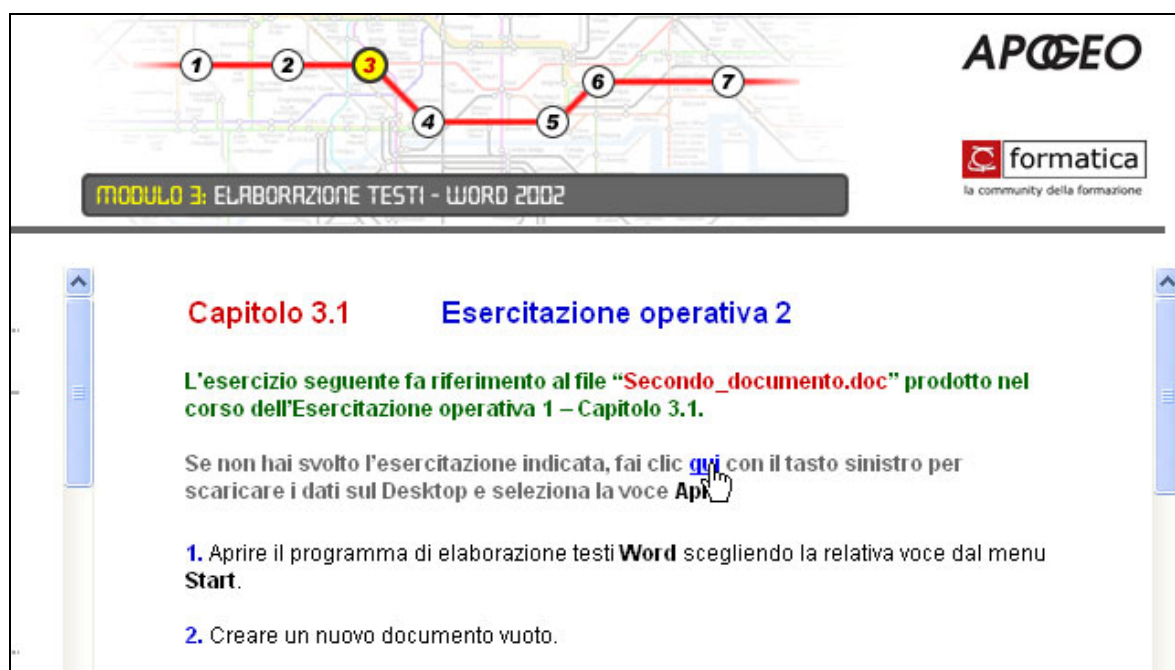 1 2 3 4 5 6 7
APOGEO
formatica
la community della formazione
MODULO 3: ELABORAZIONE TESTI - WORD 2002
Capitolo 3.1 Esercitazione operativa 2
L'esercizio seguente fa riferimento al file “Secondo_documento.doc” prodotto nel
corso dell'Esercitazione operativa 1 – Capitolo 3.1.
Se non hai svolto l'esercitazione indicata, fai clic qui con il tasto sinistro per
scaricare i dati sul Desktop e seleziona la voce
1. Aprire il programma di elaborazione testi Word scegliendo la relativa voce dal menu
Start.
2. Creare un nuovo documento vuoto.